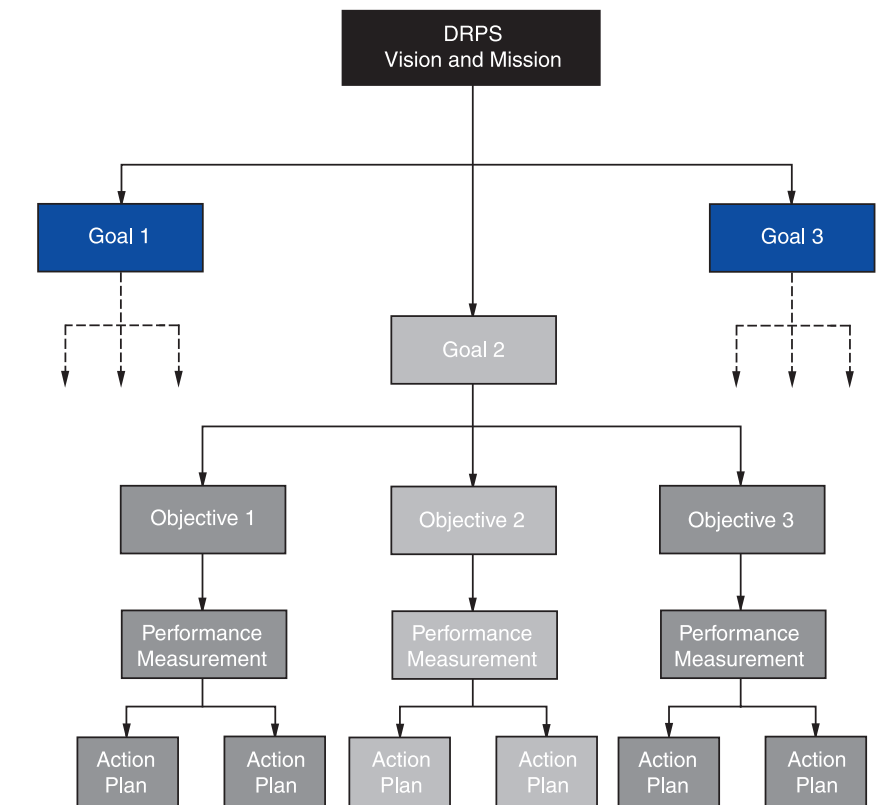 DRPS
Vision and Mission
Goal 1
Goal 3
Goal 2
Objective 1
Objective 2
Objective 3
Performance
Measurement
Performance
Measurement
Performance
Measurement
Action
Plan
Action
Plan
Action
Plan
Action
Plan
Action
Plan
Action
Plan